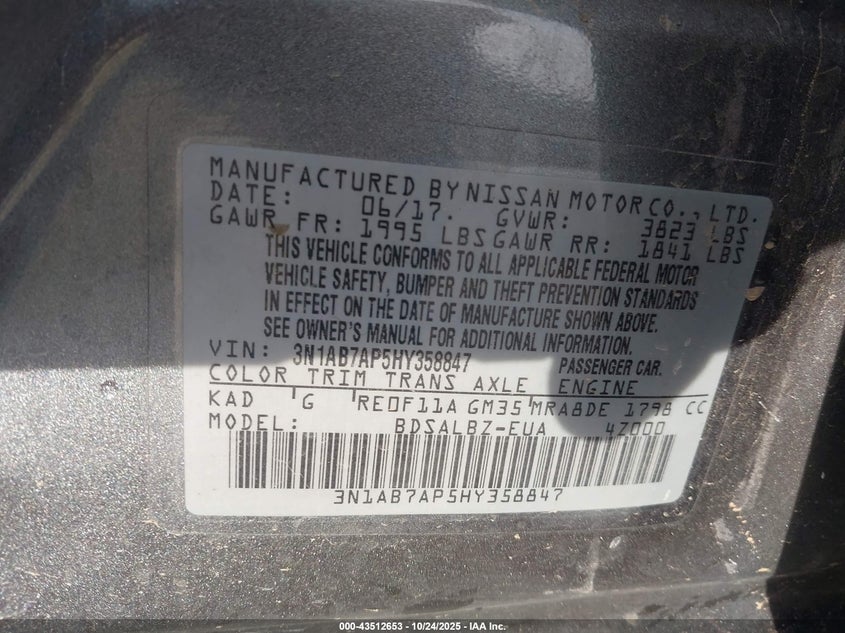 MANUFACTURED BY NISSAN MOTOR CO., LTD.
DATE: 06/17. GVWR: 3823 LBS
GAWR FR: 1995 LBS GAWR RR: 1841 LBS
THIS VEHICLE CONFORMS TO ALL APPLICABLE FEDERAL MOTOR
VEHICLE SAFETY, BUMPER AND THEFT PREVENTION STANDARDS
IN EFFECT ON THE DATE OF MANUFACTURE SHOWN ABOVE.
SEE OWNER'S MANUAL FOR ADDITIONAL INFORMATION.
VIN: 3N1AB7AP5HY358847 PASSENGER CAR.
COLOR TRIM TRANS AXLE ENGINE
KAD G RE0F11A GM35 MRA8DE 1798 CC
MODEL: BDSALBZ-EUA 4Z000
3N1AB7AP5HY358847
000-43512653 - 10/24/2025 - IAA Inc.